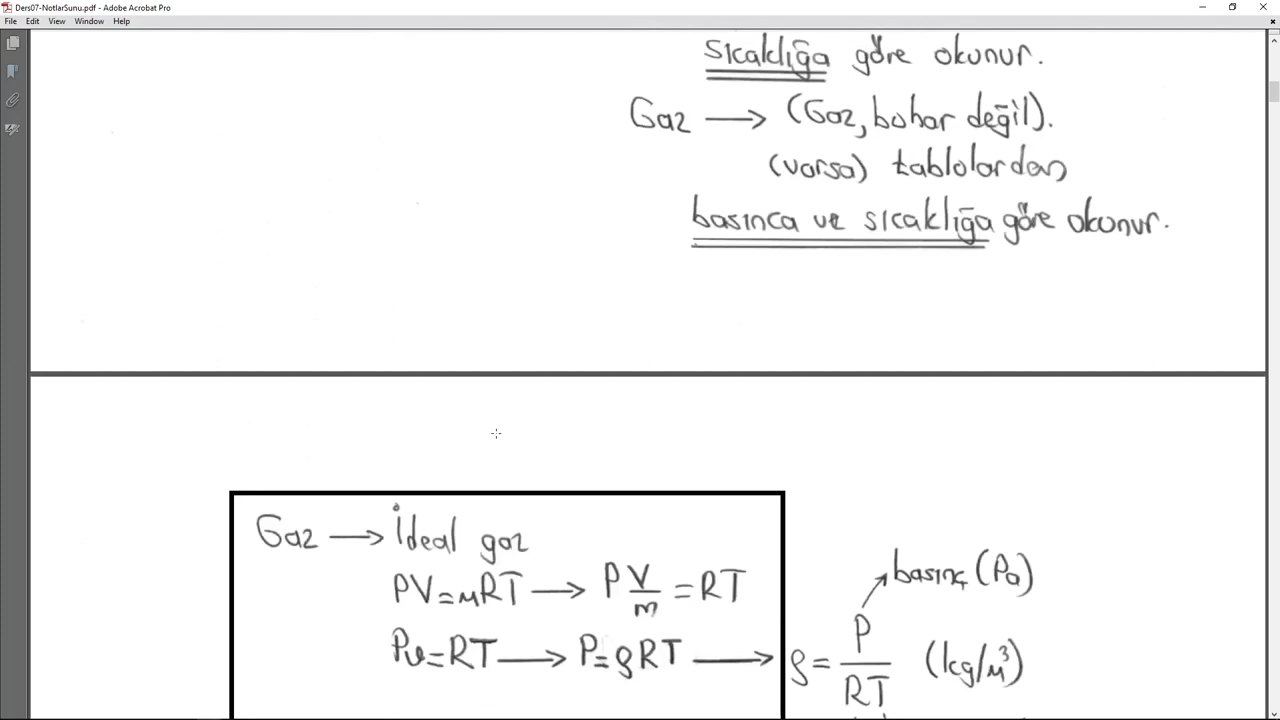 Ders07-NotlarSunu.pdf - Adobe Acrobat Pro
File Edit View Window Help
sıcaklığa göre okunur.
Gaz → (Gaz, buhar değil).
(varsa) tablolardan
basınca ve sıcaklığa göre okunur.
Gaz → İdeal gaz
PV=mRT → P V/m = RT
Pv=RT → P=ρRT → ρ = P/RT (kg/m³)
basınç (Pa)